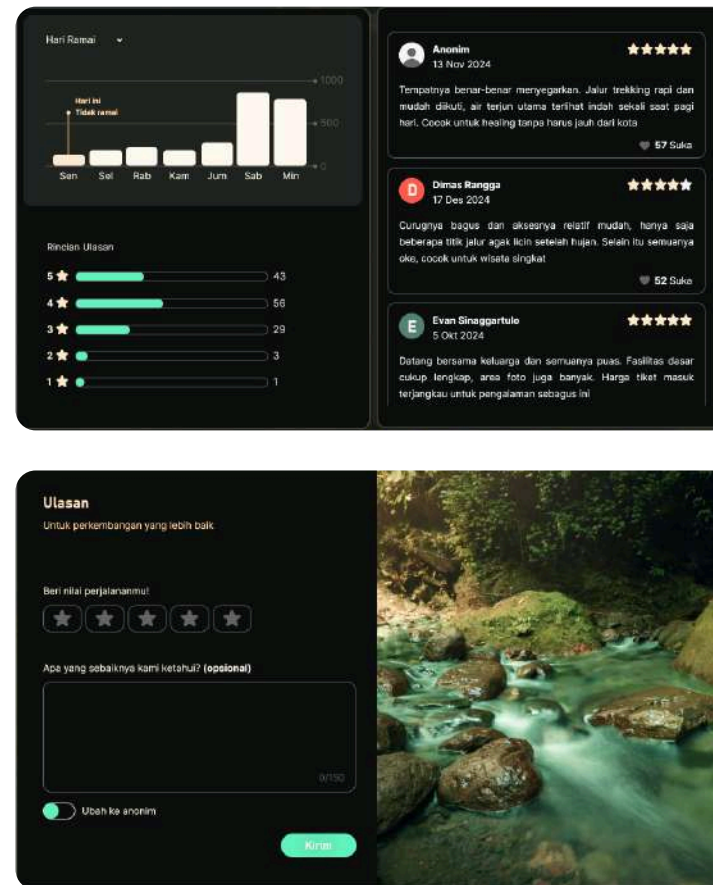 Hari Ramai
1000
500
0
Hari ini
Tidak ramai
Sen Sel Rab Kam Jum Sab Min
Rincian Ulasan
5 43
4 56
3 29
2 3
1 1
Anonim
13 Nov 2024
Tempatnya benar-benar menyegarkan. Jalur trekking rapi dan
mudah diikuti, air terjun utama terlihat indah sekali saat pagi
hari. Cocok untuk healing tanpa harus jauh dari kota
57 Suka
D
Dimas Rangga
17 Des 2024
Curugnya bagus dan aksesnya relatif mudah, hanya saja
beberapa titik jalur agak licin setelah hujan. Selain itu semuanya
oke, cocok untuk wisata singkat
52 Suka
E
Evan Sinaggartulo
5 Okt 2024
Datang bersama keluarga dan semuanya puas. Fasilitas dasar
cukup lengkap, area foto juga banyak. Harga tiket masuk
terjangkau untuk pengalaman sebagus ini
Ulasan
Untuk perkembangan yang lebih baik
Beri nilai perjalananmu!
Apa yang sebaiknya kami ketahui? (opsional)
0/150
Ubah ke anonim
Kirim